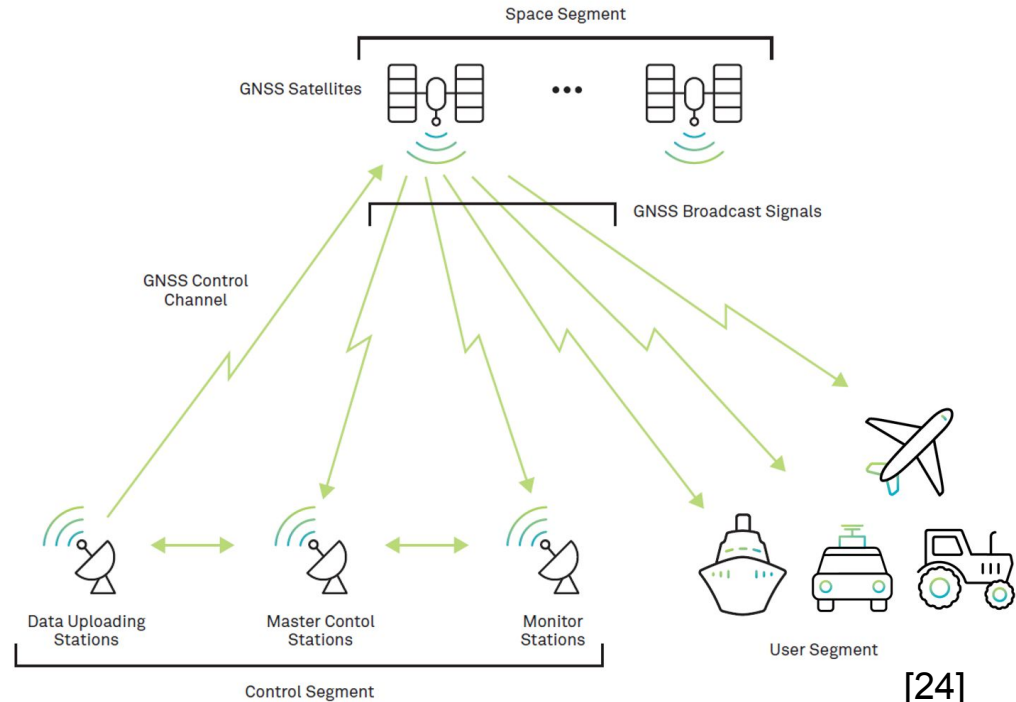 Space Segment
GNSS Satellites
GNSS Broadcast Signals
GNSS Control
Channel
Data Uploading
Stations
Master Contol
Stations
Monitor
Stations
User Segment
Control Segment
[24]